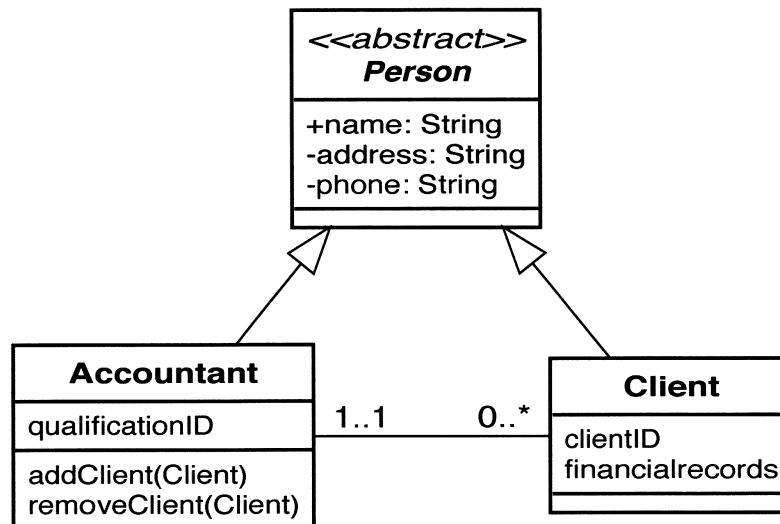 <<abstract>>
Person
+name: String
-address: String
-phone: String
Accountant
qualificationID
addClient(Client)
removeClient(Client)
1..1
0..*
Client
clientID
financialrecords